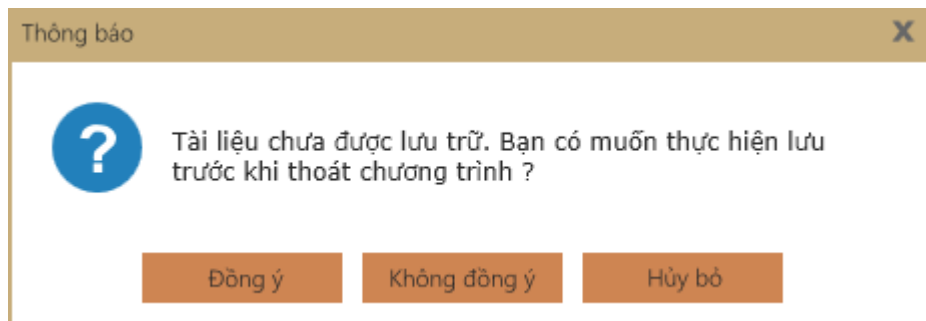 Thông báo
Tài liệu chưa được lưu trữ. Bạn có muốn thực hiện lưu
trước khi thoát chương trình ?
Đồng ý
Không đồng ý
Hủy bỏ